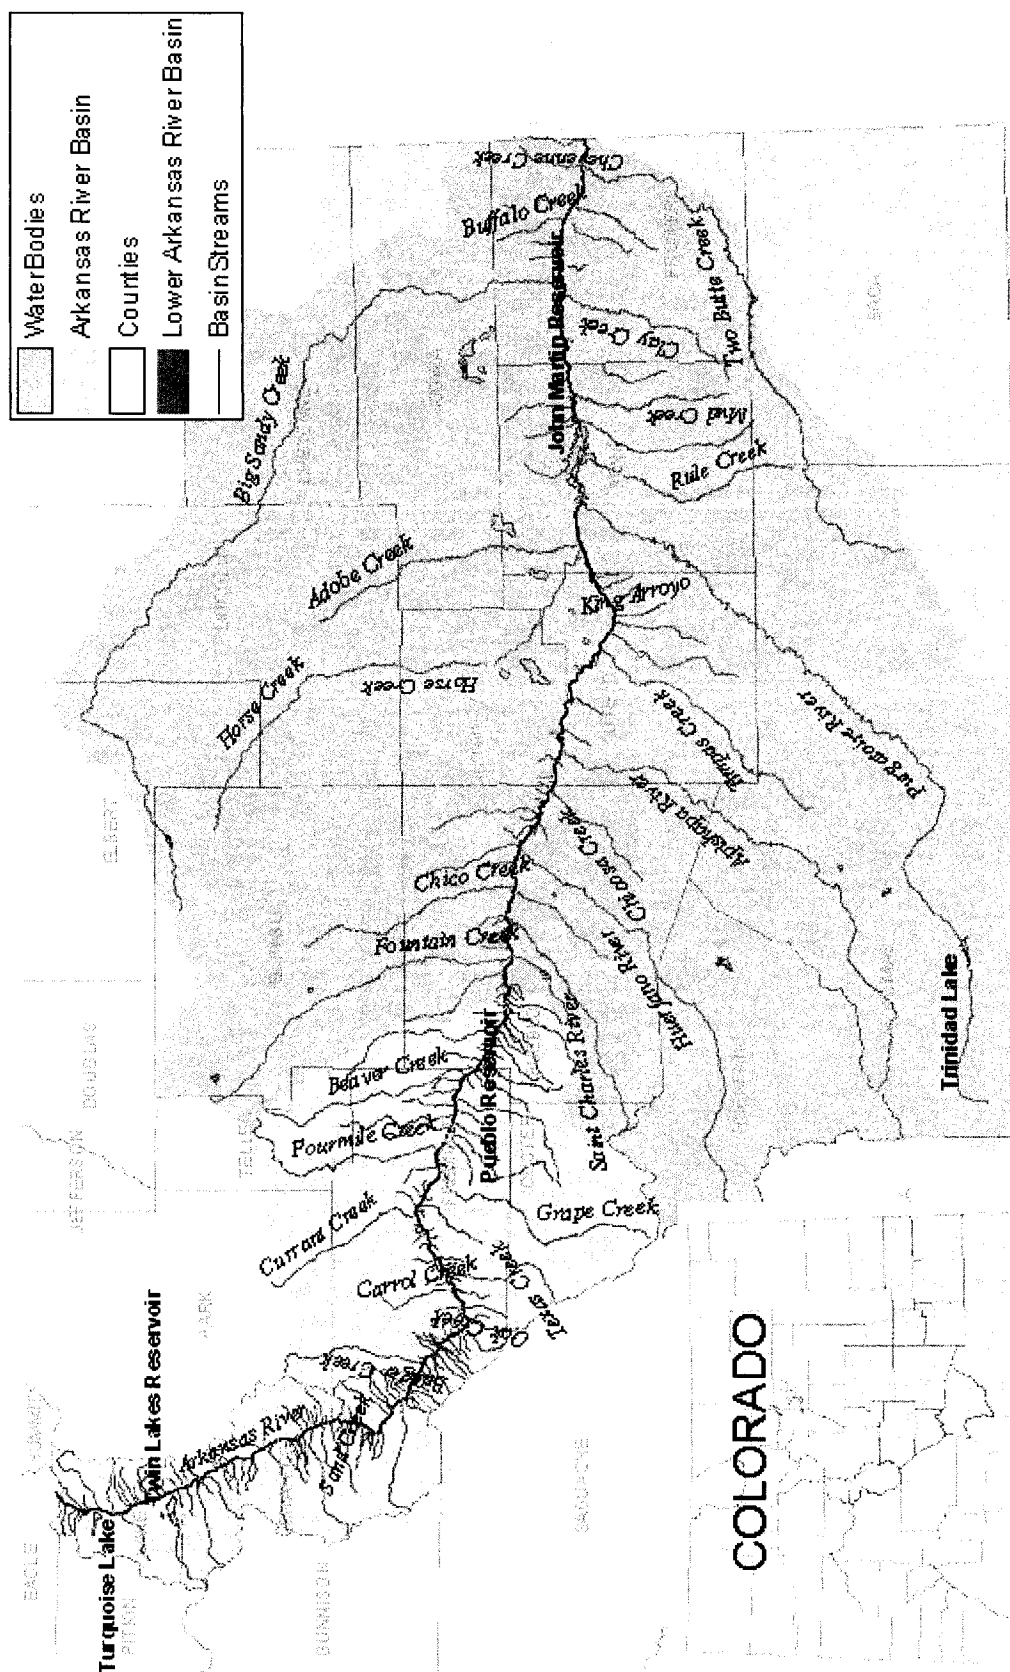 WaterBodies
Arkansas River Basin
Counties
Lower Arkansas River Basin
Basin Streams
Turquoise Lake
Twin Lakes Reservoir
Arkansas River
Badger Creek
Oak Creek
Carrol Creek
Texas Creek
Currant Creek
Grape Creek
Fourmile Creek
Beaver Creek
Pueblo Reservoir
Saint Charles River
Fountain Creek
Chico Creek
Huerfano River
Chicosa Creek
Apishapa River
Timpas Creek
Trinidad Lake
Purgatoire River
Horse Creek
Horse Creek
Adobe Creek
King Arroyo
Big Sandy Creek
John Martin Reservoir
Rule Creek
Mud Creek
Clay Creek
Two Butte Creek
Buffalo Creek
Cheyenne Creek
EAGLE
PITKIN
GUNNISON
PARK
JEFFERSON
DOUGLAS
ELBERT
TELLER
SAGUACHE
COLORADO